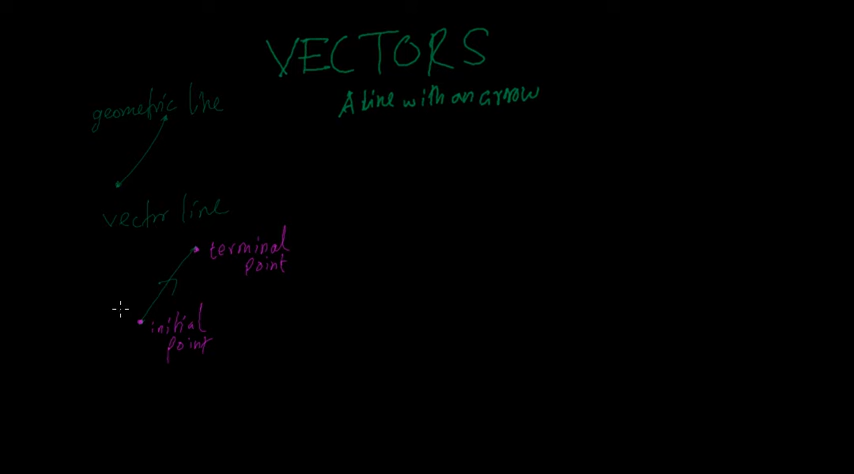 VECTORS
A line with an arrow
geometric line
vector line
terminal
point
initial
point